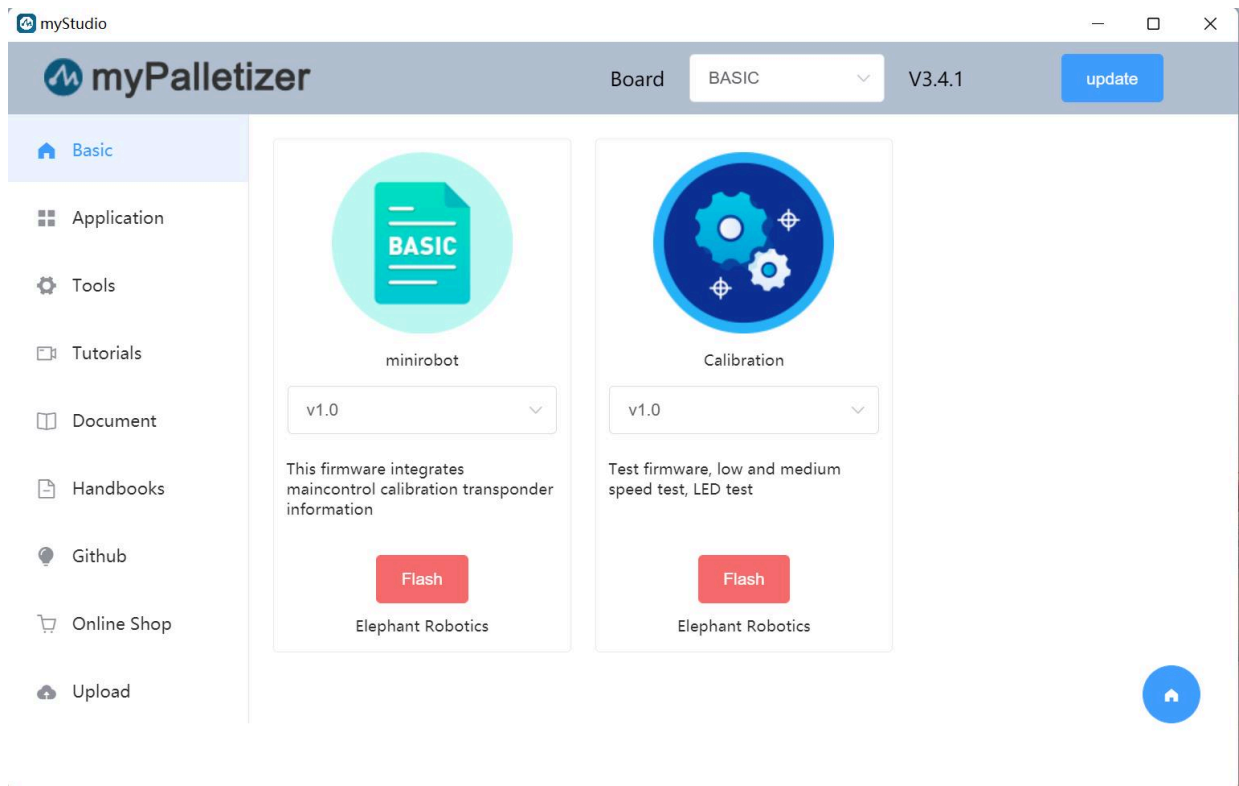 myStudio
myPalletizer
Board
BASIC
V3.4.1
update
Basic
Application
Tools
Tutorials
Document
Handbooks
Github
Online Shop
Upload
BASIC
minirobot
v1.0
This firmware integrates
maincontrol calibration transponder
information
Flash
Elephant Robotics
Calibration
v1.0
Test firmware, low and medium
speed test, LED test
Flash
Elephant Robotics